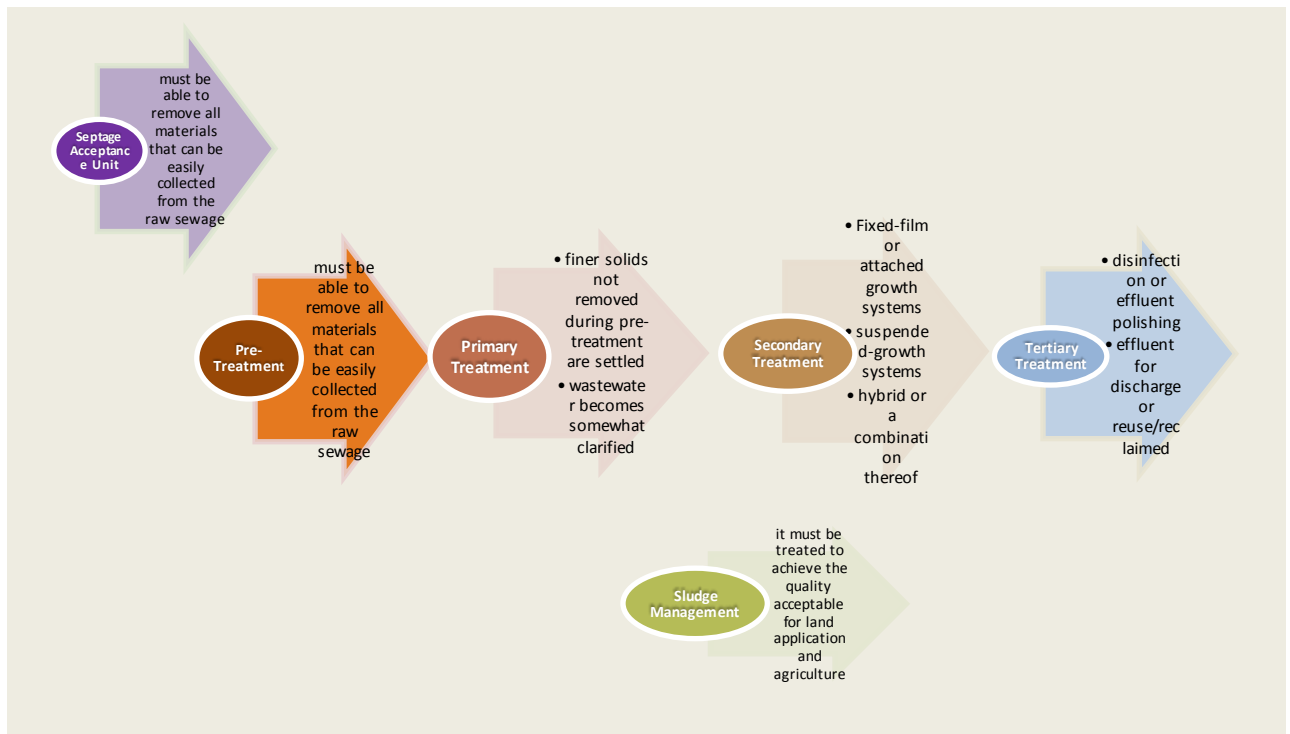 Septage
Acceptanc
e Unit
must be
able to
remove all
materials
that can be
easily
collected
from the
raw sewage
Pre-
Treatment
must be
able to
remove all
materials
that can
be easily
collected
from the
raw
sewage
Primary
Treatment
• finer solids
not
removed
during pre-
treatment
are settled
• wastewate
r becomes
somewhat
clarified
Secondary
Treatment
• Fixed-film
or
attached
growth
systems
• suspende
d-growth
systems
• hybrid or
a
combinati
on
thereof
Tertiary
Treatment
• disinfecti
on or
effluent
polishing
• effluent
for
discharge
or
reuse/rec
laimed
Sludge
Management
it must be
treated to
achieve the
quality
acceptable
for land
application
and
agriculture